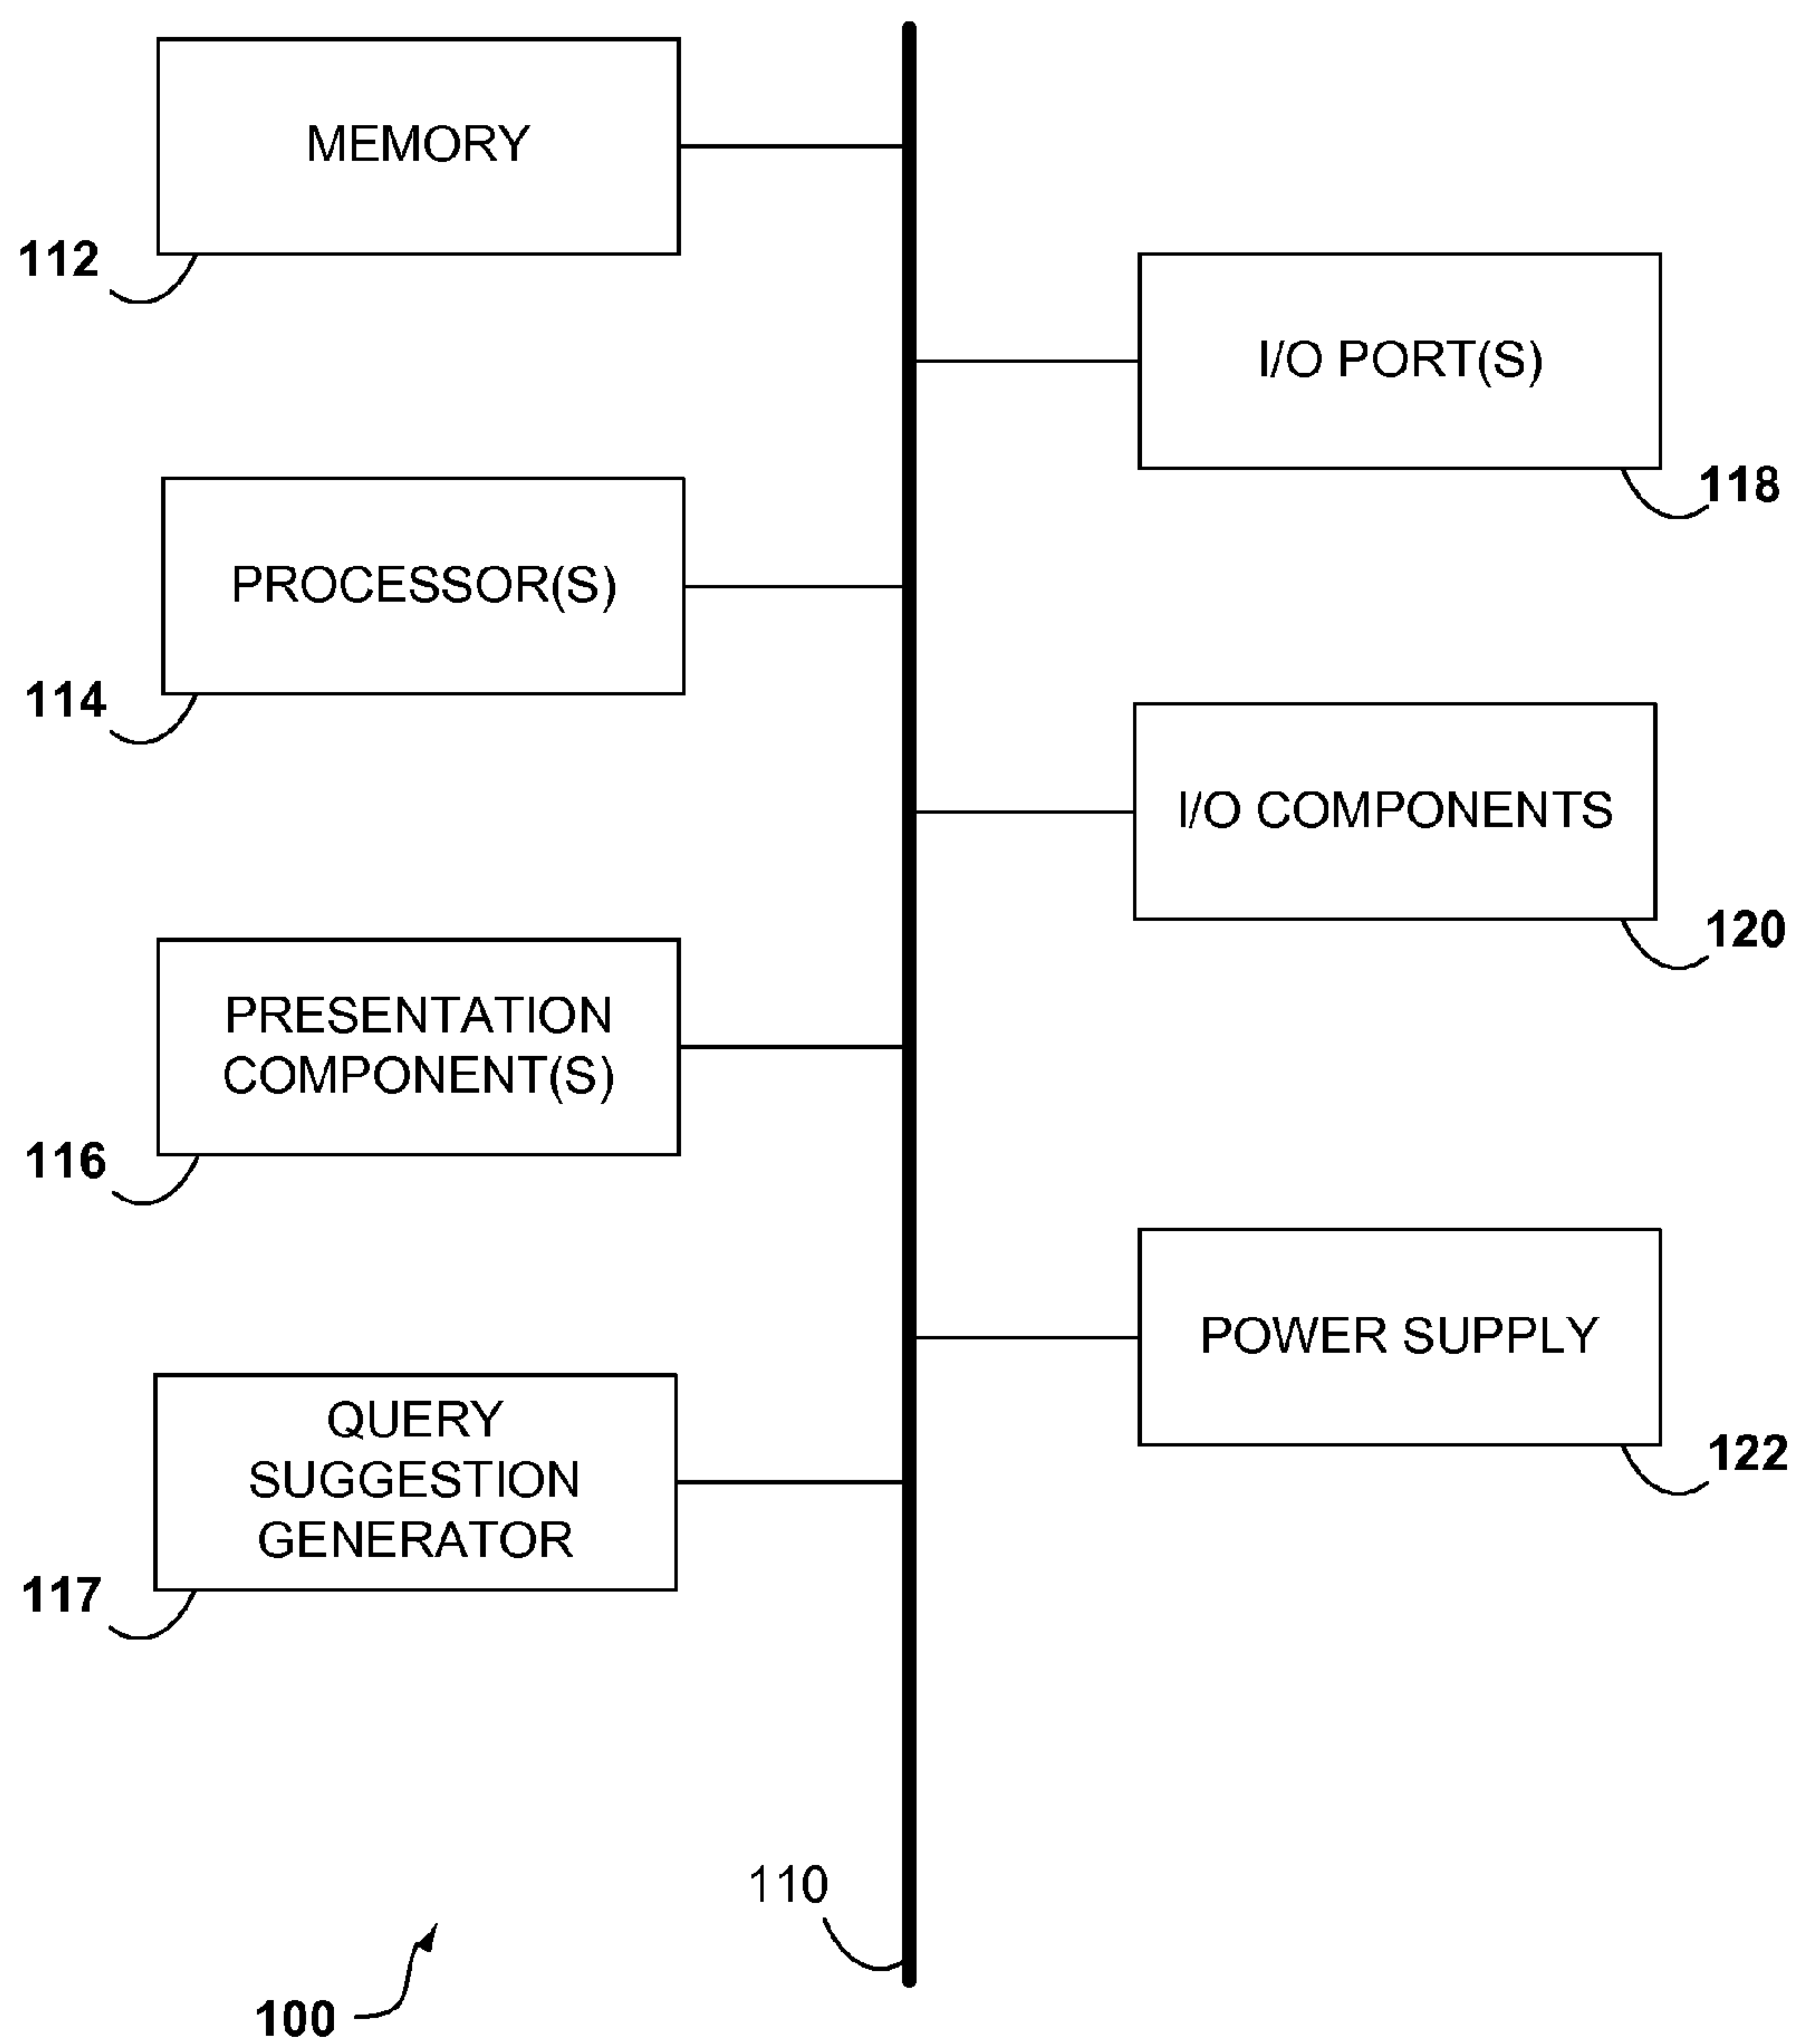 MEMORY
112
I/O PORT(S)
118
PROCESSOR(S)
114
I/O COMPONENTS
120
PRESENTATION
COMPONENT(S)
116
POWER SUPPLY
122
QUERY
SUGGESTION
GENERATOR
117
110
100